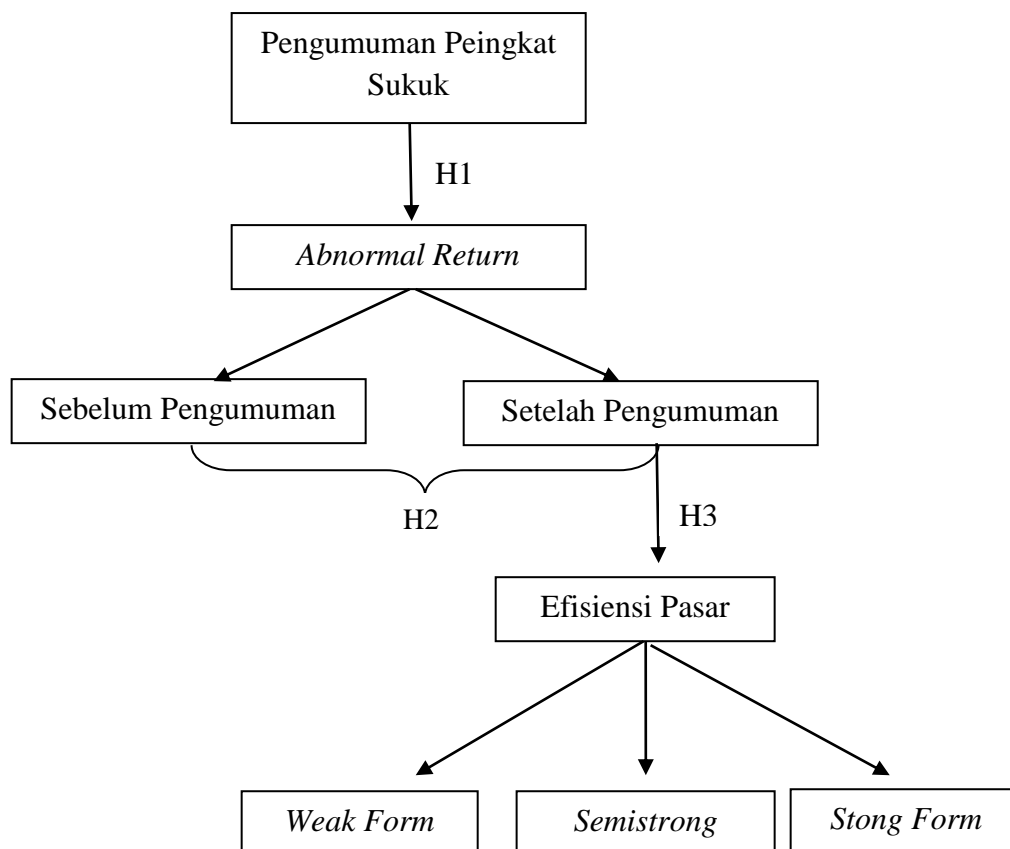 Pengumuman Peingkat
Sukuk
H1
Abnormal Return
Sebelum Pengumuman
Setelah Pengumuman
H2
H3
Efisiensi Pasar
Weak Form
Semistrong
Stong Form